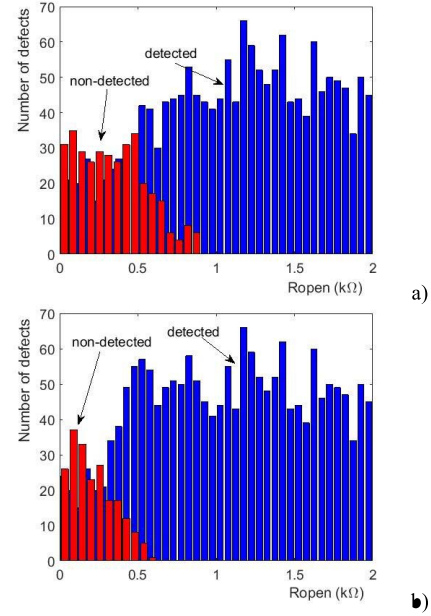 70
60
50
40
30
20
10
0
Number of defects
detected
non-detected
0 0.5 1 1.5 2
Ropen (kΩ)
a)
70
60
50
40
30
20
10
0
Number of defects
detected
non-detected
0 0.5 1 1.5 2
Ropen (kΩ)
b)